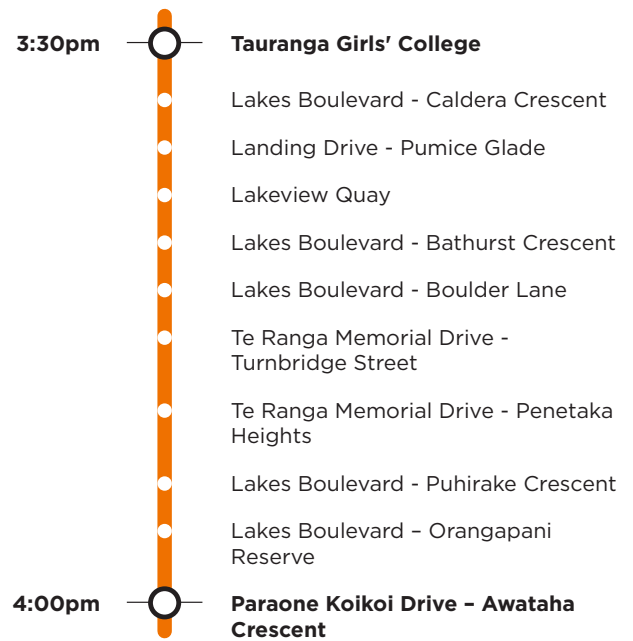 3:30pm Tauranga Girls' College
Lakes Boulevard - Caldera Crescent
Landing Drive - Pumice Glade
Lakeview Quay
Lakes Boulevard - Bathurst Crescent
Lakes Boulevard - Boulder Lane
Te Ranga Memorial Drive -
Turnbridge Street
Te Ranga Memorial Drive - Penetaka
Heights
Lakes Boulevard - Puhirake Crescent
Lakes Boulevard – Orangapani
Reserve
4:00pm Paraone Koikoi Drive – Awataha
Crescent